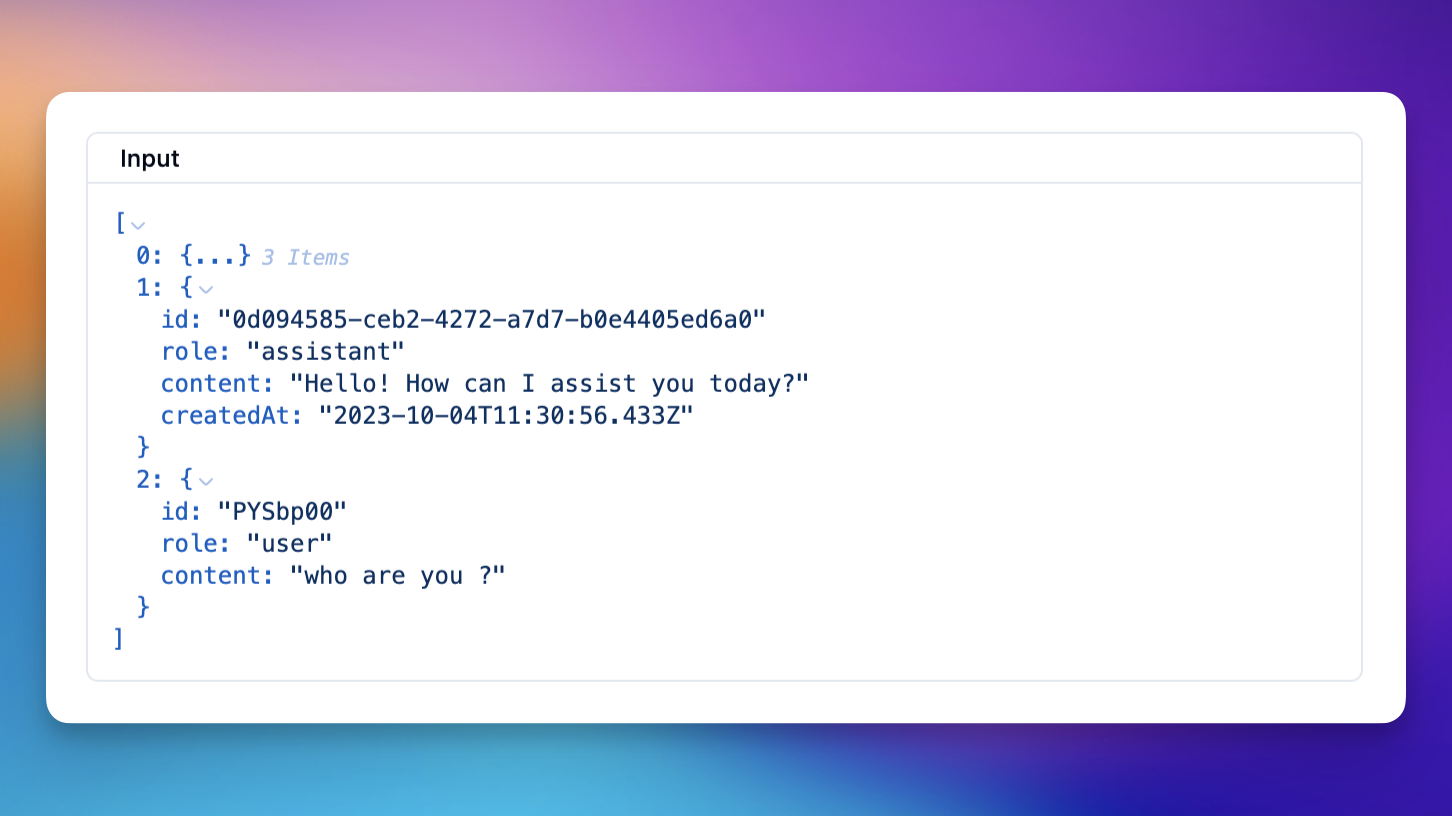 Input
[
0: {...} 3 Items
1: {
id: "0d094585-ceb2-4272-a7d7-b0e4405ed6a0"
role: "assistant"
content: "Hello! How can I assist you today?"
createdAt: "2023-10-04T11:30:56.433Z"
}
2: {
id: "PYSbp00"
role: "user"
content: "who are you ?"
}
]